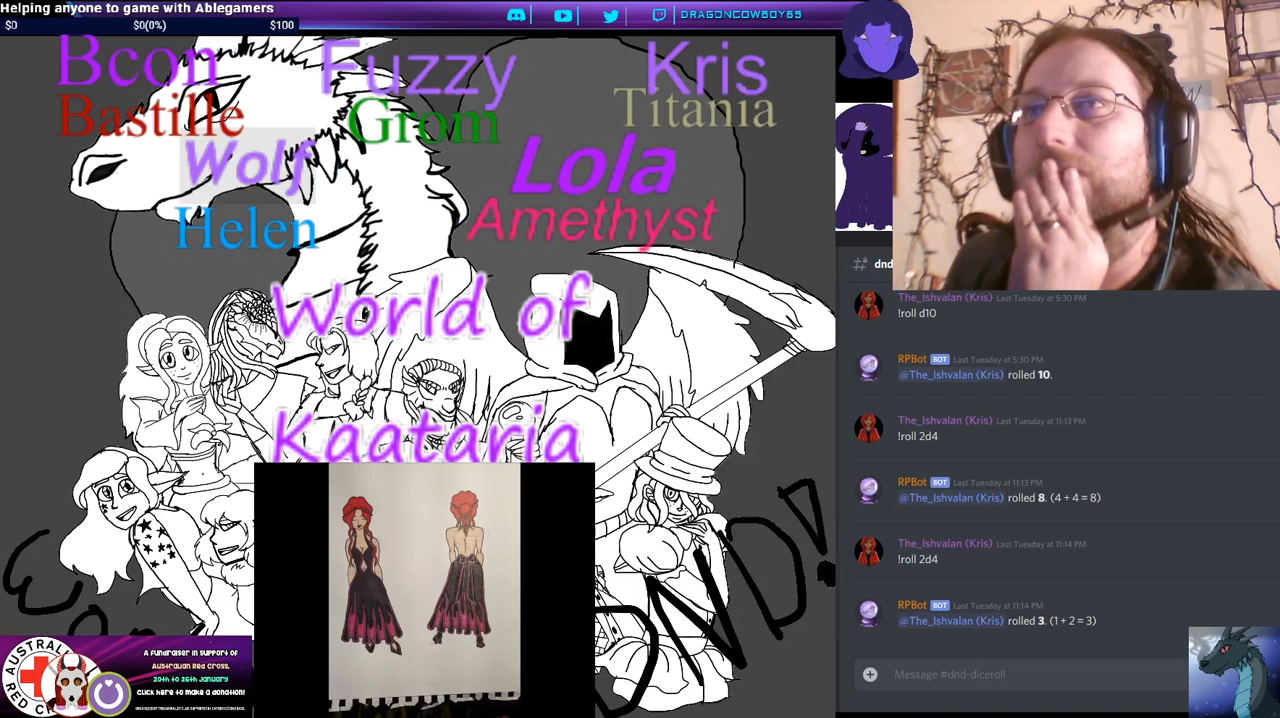 Helping anyone to game with Ablegamers
$0 $0(0%) $100
DRAGONCOWBOY69
Bcon Fuzzy Kris
Bastille Grom Titania
Wolf Lola
Helen Amethyst
World of
Kaataria
DND!
A fundraiser in support of
Australian Red Cross,
20th to 26th January
Click here to make a donation!
# dnd
The_Ishvalan (Kris) Last Tuesday at 5:30 PM
!roll d10
RPBot BOT Last Tuesday at 5:30 PM
@The_Ishvalan (Kris) rolled 10.
The_Ishvalan (Kris) Last Tuesday at 11:13 PM
!roll 2d4
RPBot BOT Last Tuesday at 11:13 PM
@The_Ishvalan (Kris) rolled 8. (4 + 4 = 8)
The_Ishvalan (Kris) Last Tuesday at 11:14 PM
!roll 2d4
RPBot BOT Last Tuesday at 11:14 PM
@The_Ishvalan (Kris) rolled 3. (1 + 2 = 3)
Message #dnd-diceroll